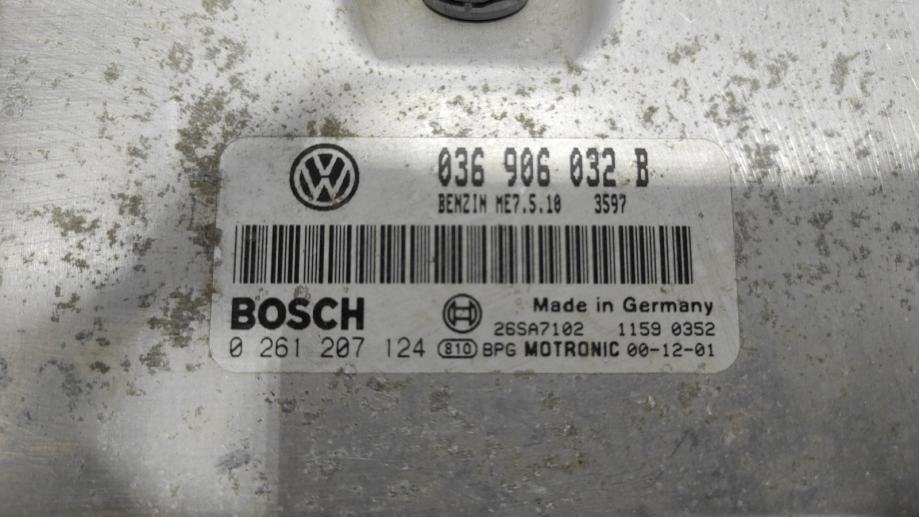 036 906 032 B
BENZIN ME7.5.10 3597
BOSCH
Made in Germany
26SA7102 1159 0352
0 261 207 124 810 BPG MOTRONIC 00-12-01